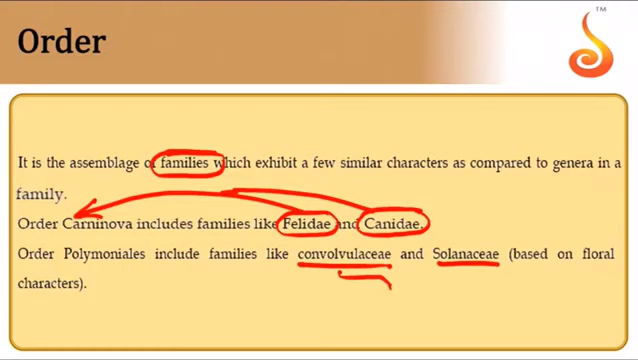 Order
TM
It is the assemblage of families which exhibit a few similar characters as compared to genera in a
family.
Order Carninova includes families like Felidae and Canidae.
Order Polymoniales include families like convolvulaceae and Solanaceae (based on floral
characters).